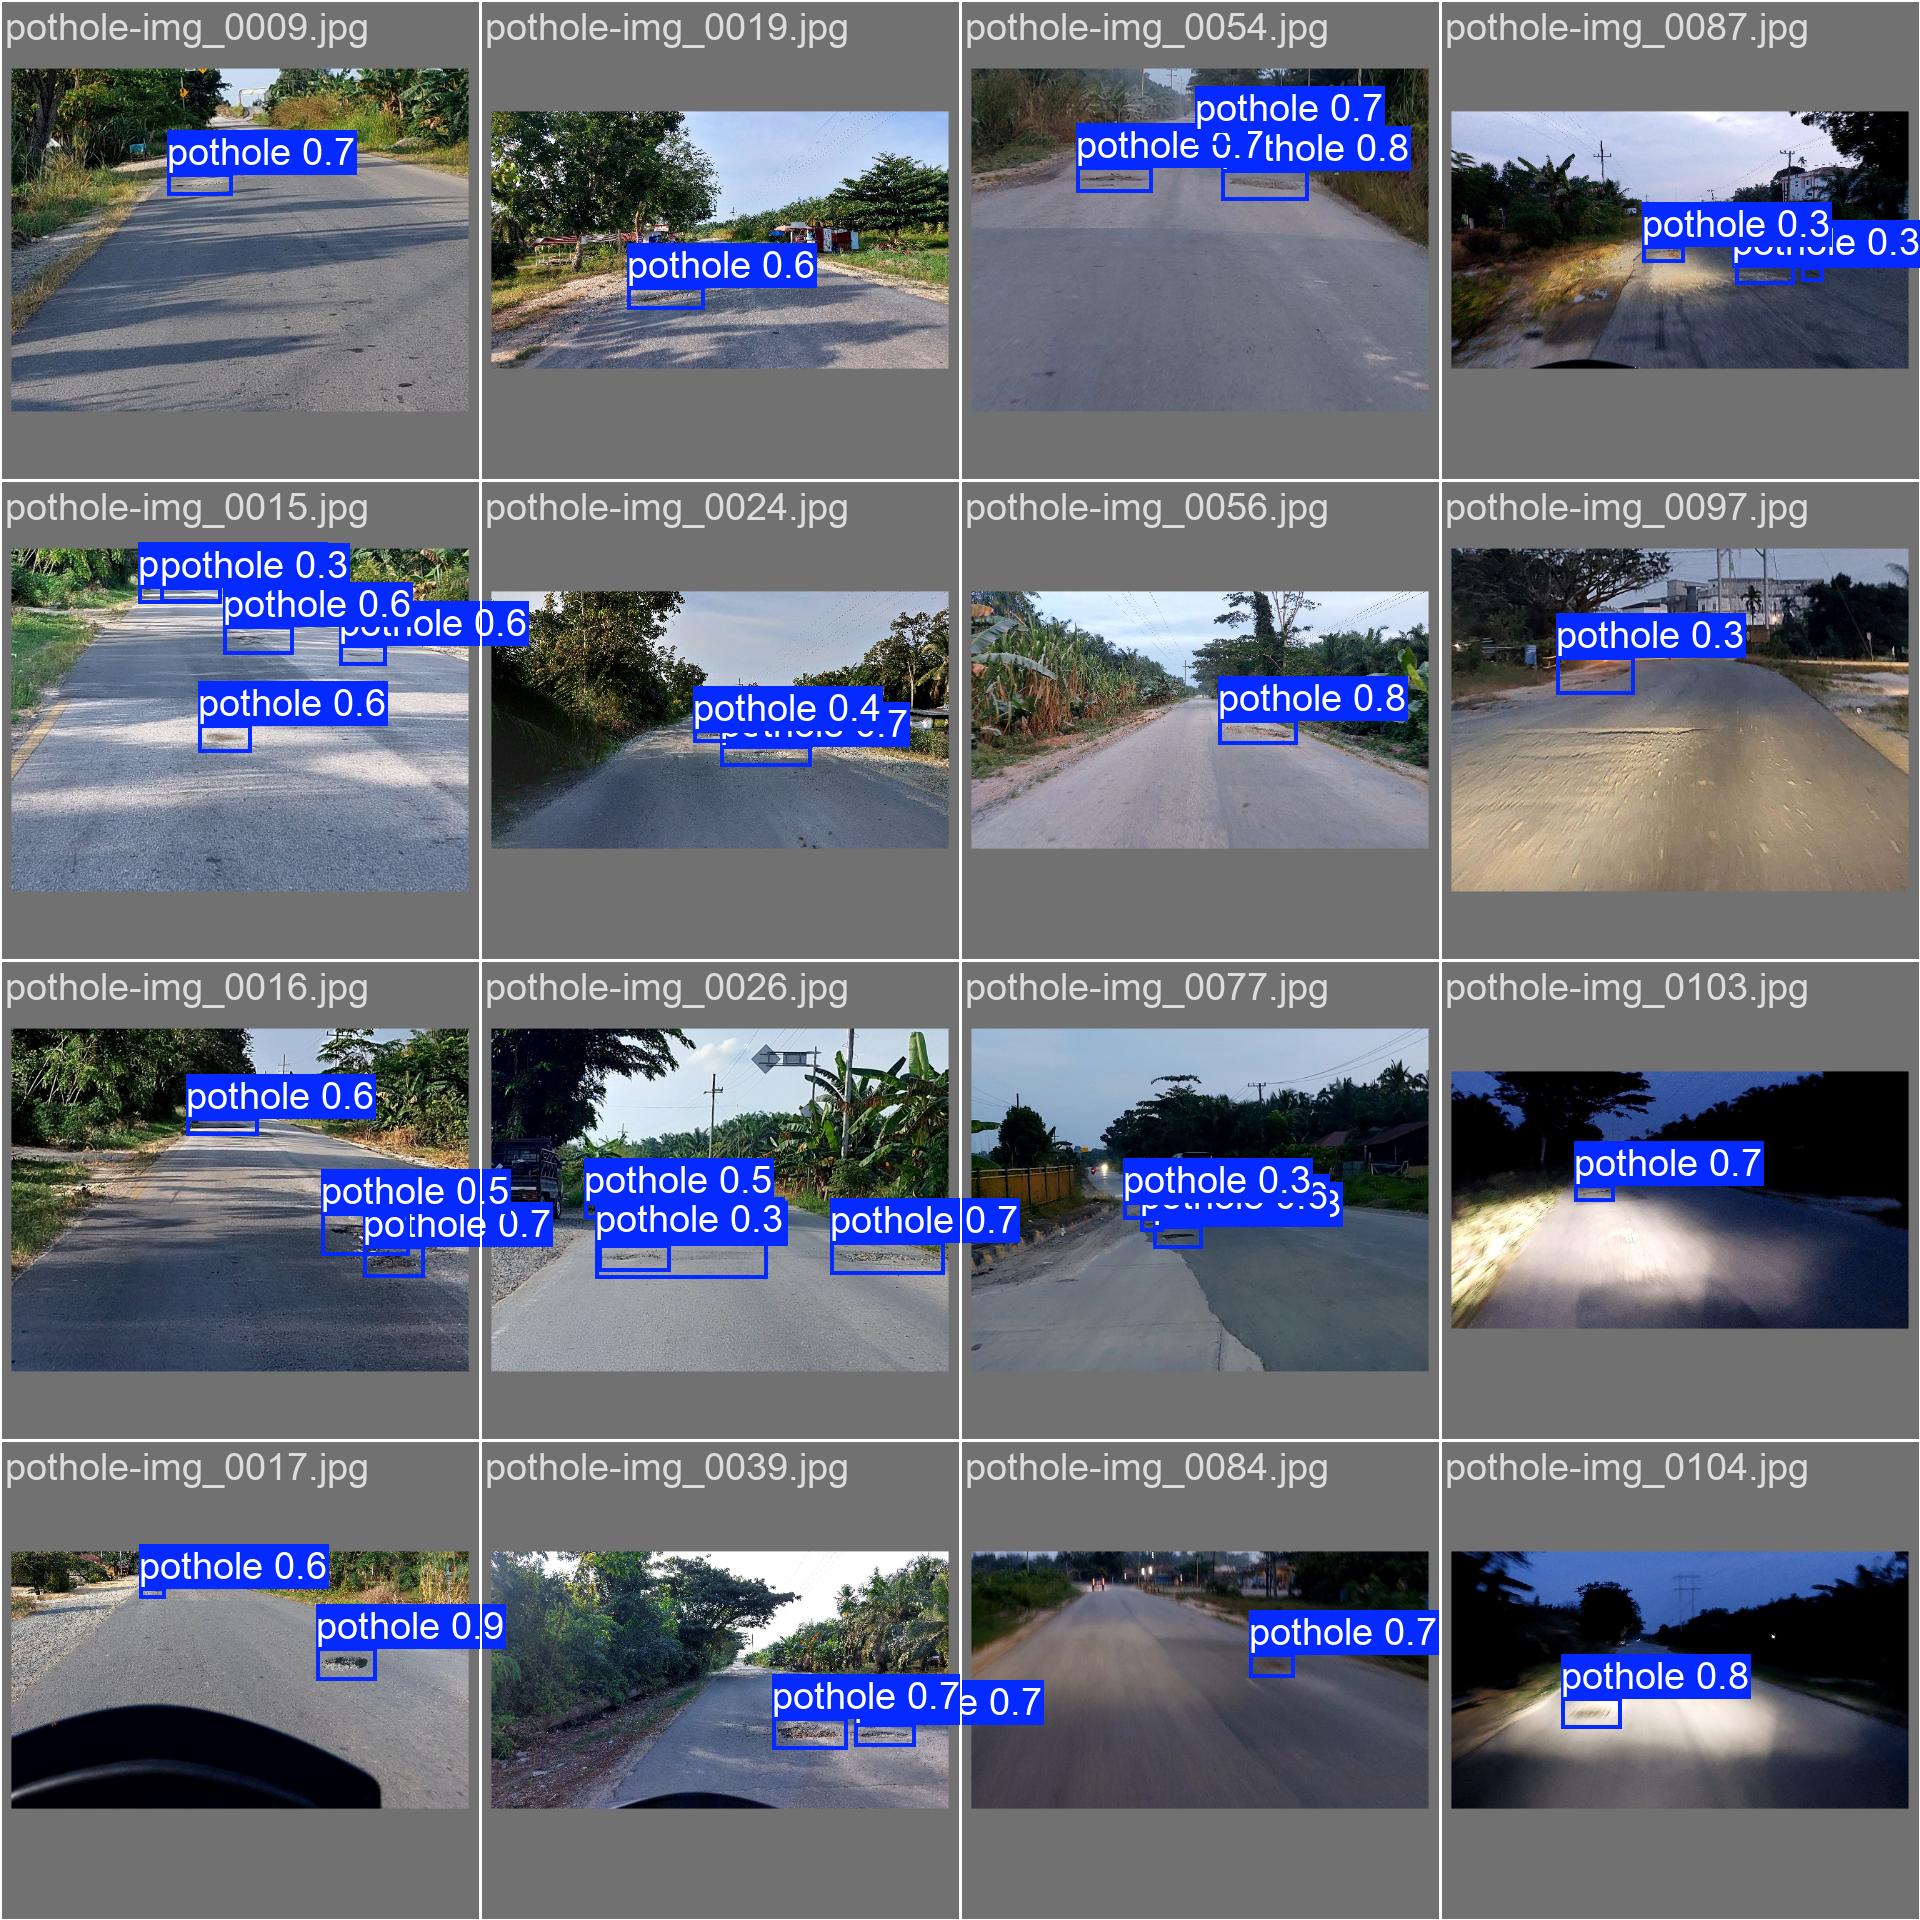 pothole-img_0009.jpg
pothole 0.7
pothole-img_0019.jpg
pothole 0.6
pothole-img_0054.jpg
pothole 0.7
pothole 0.7
thole 0.8
pothole-img_0087.jpg
pothole 0.3
pothole 0.3
pothole-img_0015.jpg
p
pothole 0.3
pothole 0.6
pothole 0.6
pothole 0.6
pothole-img_0024.jpg
pothole 0.4
pothole 0.7
pothole-img_0056.jpg
pothole 0.8
pothole-img_0097.jpg
pothole 0.3
pothole-img_0016.jpg
pothole 0.6
pothole 0.5
pothole 0.7
pothole-img_0026.jpg
pothole 0.5
pothole 0.3
pothole 0.7
pothole-img_0077.jpg
pothole 0.3
pothole-img_0103.jpg
pothole 0.7
pothole-img_0017.jpg
pothole 0.6
pothole 0.9
pothole-img_0039.jpg
pothole 0.7
e 0.7
pothole-img_0084.jpg
pothole 0.7
pothole-img_0104.jpg
pothole 0.8